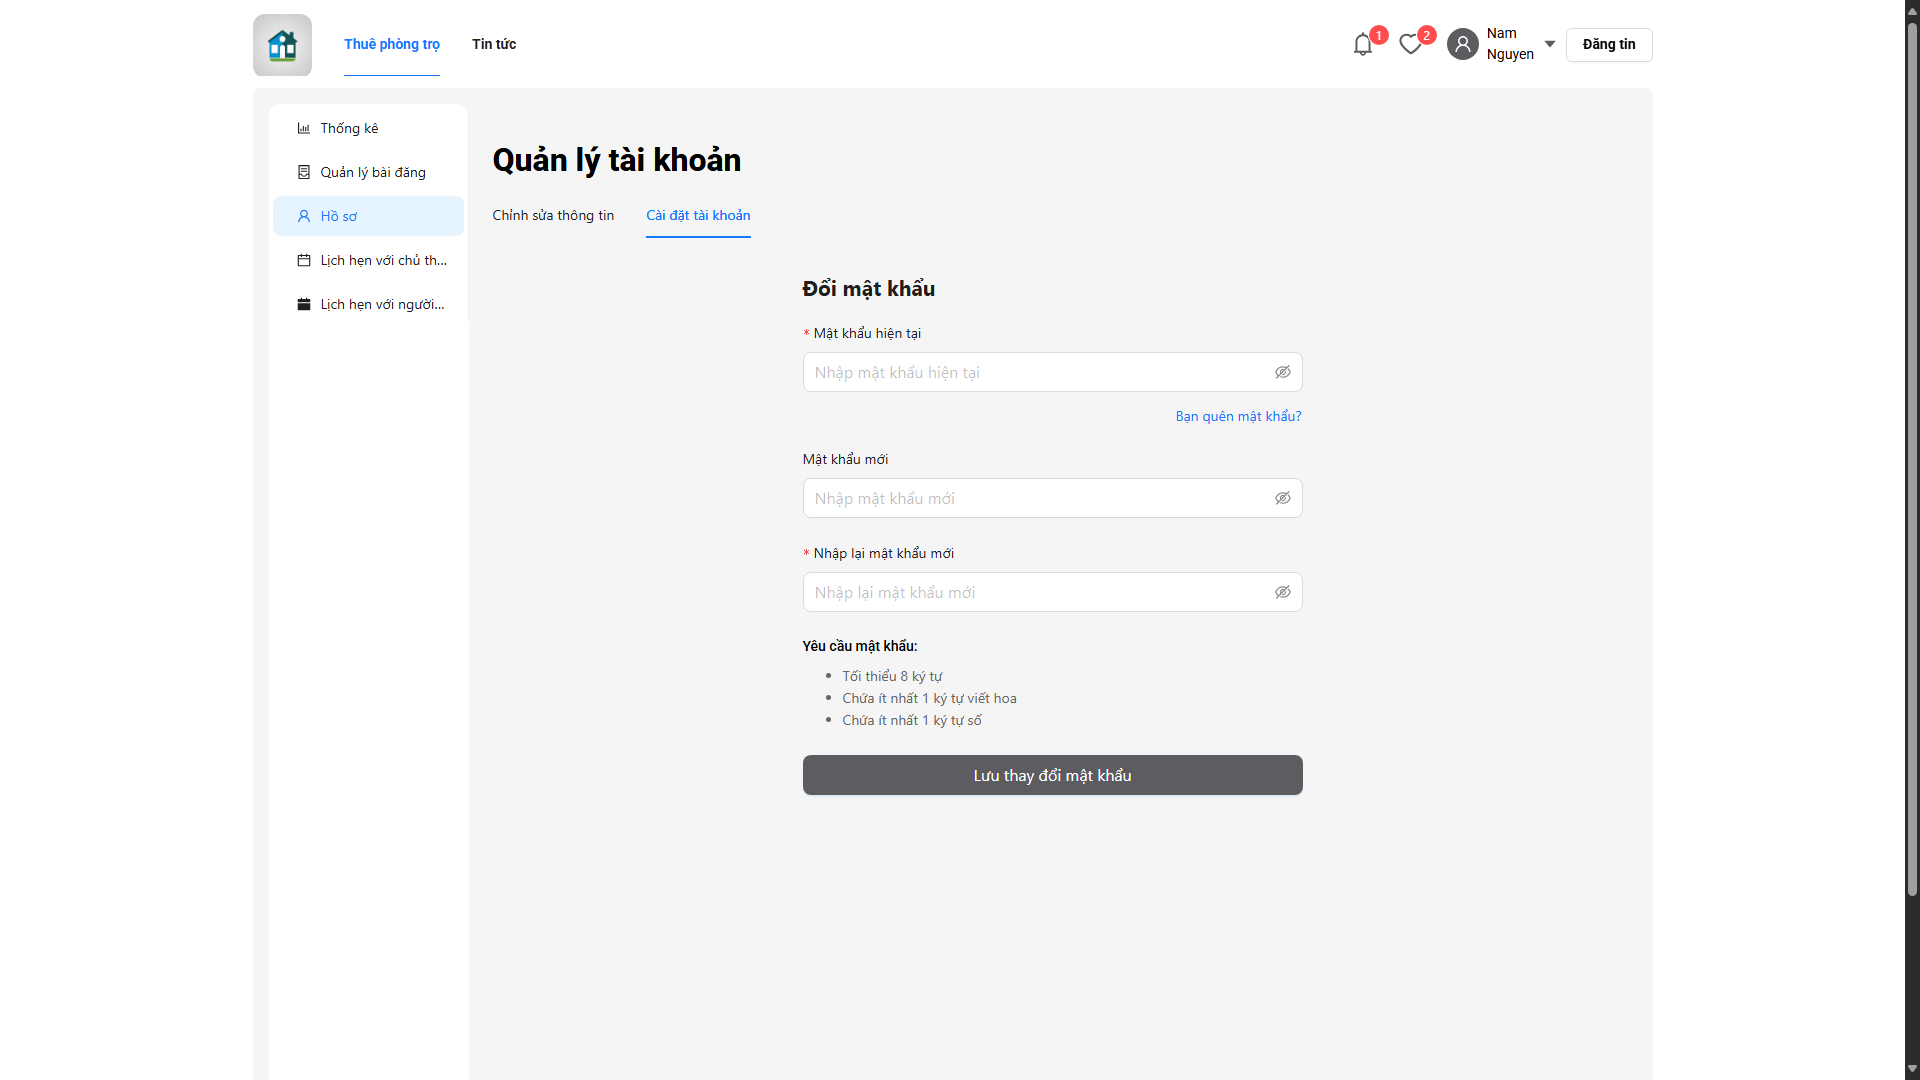 Thuê phòng trọ
Tin tức
1
2
Nam
Nguyen
Đăng tin
Thống kê
Quản lý bài đăng
Hồ sơ
Lịch hẹn với chủ th...
Lịch hẹn với người...
Quản lý tài khoản
Chỉnh sửa thông tin
Cài đặt tài khoản
Đổi mật khẩu
* Mật khẩu hiện tại
Nhập mật khẩu hiện tại
Bạn quên mật khẩu?
Mật khẩu mới
Nhập mật khẩu mới
* Nhập lại mật khẩu mới
Nhập lại mật khẩu mới
Yêu cầu mật khẩu:
• Tối thiểu 8 ký tự
• Chứa ít nhất 1 ký tự viết hoa
• Chứa ít nhất 1 ký tự số
Lưu thay đổi mật khẩu